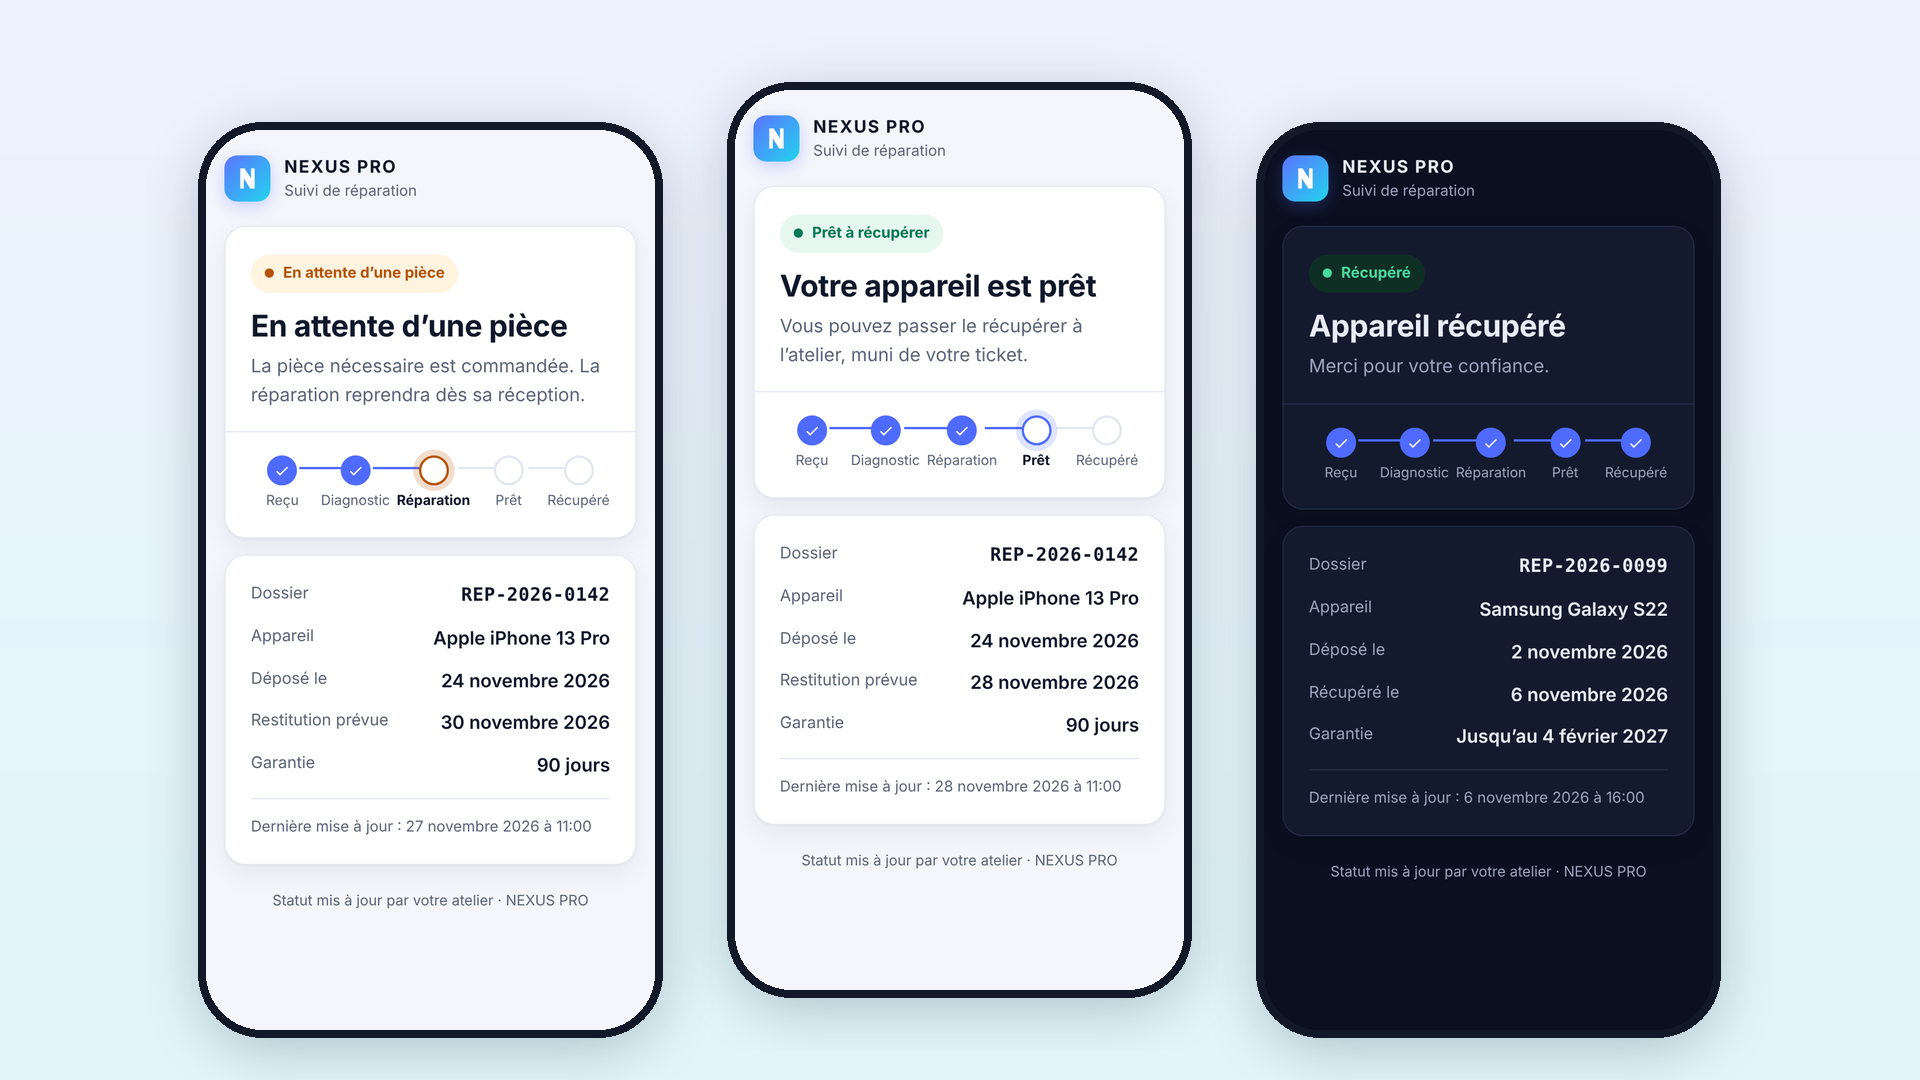 N
NEXUS PRO
Suivi de réparation
En attente d’une pièce
En attente d’une pièce
La pièce nécessaire est commandée. La
réparation reprendra dès sa réception.
Reçu Diagnostic Réparation Prêt Récupéré
Dossier REP-2026-0142
Appareil Apple iPhone 13 Pro
Déposé le 24 novembre 2026
Restitution prévue 30 novembre 2026
Garantie 90 jours
Dernière mise à jour : 27 novembre 2026 à 11:00
Statut mis à jour par votre atelier · NEXUS PRO
N
NEXUS PRO
Suivi de réparation
Prêt à récupérer
Votre appareil est prêt
Vous pouvez passer le récupérer à
l’atelier, muni de votre ticket.
Reçu Diagnostic Réparation Prêt Récupéré
Dossier REP-2026-0142
Appareil Apple iPhone 13 Pro
Déposé le 24 novembre 2026
Restitution prévue 28 novembre 2026
Garantie 90 jours
Dernière mise à jour : 28 novembre 2026 à 11:00
Statut mis à jour par votre atelier · NEXUS PRO
N
NEXUS PRO
Suivi de réparation
Récupéré
Appareil récupéré
Merci pour votre confiance.
Reçu Diagnostic Réparation Prêt Récupéré
Dossier REP-2026-0099
Appareil Samsung Galaxy S22
Déposé le 2 novembre 2026
Récupéré le 6 novembre 2026
Garantie Jusqu’au 4 février 2027
Dernière mise à jour : 6 novembre 2026 à 16:00
Statut mis à jour par votre atelier · NEXUS PRO